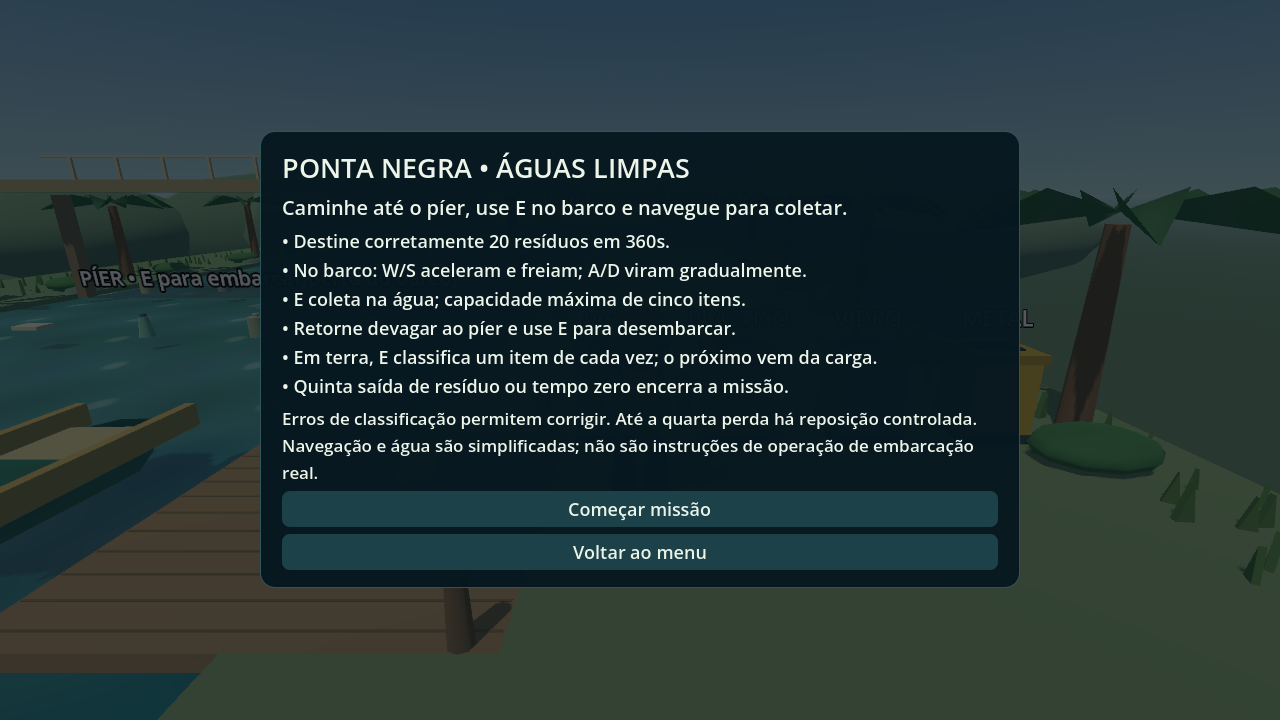 PONTA NEGRA • ÁGUAS LIMPAS
Caminhe até o píer, use E no barco e navegue para coletar.
• Destine corretamente 20 resíduos em 360s.
• No barco: W/S aceleram e freiam; A/D viram gradualmente.
PÍER • E para embar
• E coleta na água; capacidade máxima de cinco itens.
METAL
• Retorne devagar ao píer e use E para desembarcar.
• Em terra, E classifica um item de cada vez; o próximo vem da carga.
• Quinta saída de resíduo ou tempo zero encerra a missão.
Erros de classificação permitem corrigir. Até a quarta perda há reposição controlada.
Navegação e água são simplificadas; não são instruções de operação de embarcação
real.
Começar missão
Voltar ao menu